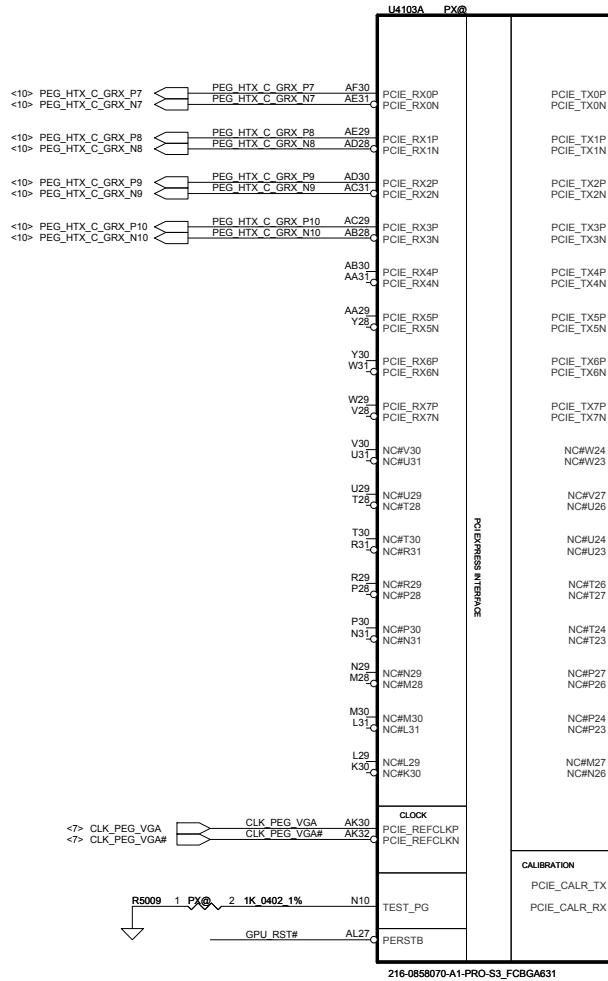 U4103A PX@
<10> PEG_HTX_C_GRX_P7 PEG_HTX_C_GRX_P7 AF30 PCIE_RX0P PCIE_TX0P
<10> PEG_HTX_C_GRX_N7 PEG_HTX_C_GRX_N7 AE31 PCIE_RX0N PCIE_TX0N
<10> PEG_HTX_C_GRX_P8 PEG_HTX_C_GRX_P8 AE29 PCIE_RX1P PCIE_TX1P
<10> PEG_HTX_C_GRX_N8 PEG_HTX_C_GRX_N8 AD28 PCIE_RX1N PCIE_TX1N
<10> PEG_HTX_C_GRX_P9 PEG_HTX_C_GRX_P9 AD30 PCIE_RX2P PCIE_TX2P
<10> PEG_HTX_C_GRX_N9 PEG_HTX_C_GRX_N9 AC31 PCIE_RX2N PCIE_TX2N
<10> PEG_HTX_C_GRX_P10 PEG_HTX_C_GRX_P10 AC29 PCIE_RX3P PCIE_TX3P
<10> PEG_HTX_C_GRX_N10 PEG_HTX_C_GRX_N10 AB28 PCIE_RX3N PCIE_TX3N
AB30 PCIE_RX4P PCIE_TX4P
AA31 PCIE_RX4N PCIE_TX4N
AA29 PCIE_RX5P PCIE_TX5P
Y28 PCIE_RX5N PCIE_TX5N
Y30 PCIE_RX6P PCIE_TX6P
W31 PCIE_RX6N PCIE_TX6N
W29 PCIE_RX7P PCIE_TX7P
V28 PCIE_RX7N PCIE_TX7N
V30 NC#V30 NC#W24
U31 NC#U31 NC#W23
U29 NC#U29 NC#V27
T28 NC#T28 NC#U26
T30 NC#T30 NC#U24
R31 NC#R31 NC#U23
PCI EXPRESS INTERFACE
R29 NC#R29 NC#T26
P28 NC#P28 NC#T27
P30 NC#P30 NC#T24
N31 NC#N31 NC#T23
N29 NC#N29 NC#P27
M28 NC#M28 NC#P26
M30 NC#M30 NC#P24
L31 NC#L31 NC#P23
L29 NC#L29 NC#M27
K30 NC#K30 NC#N26
CLOCK
<7> CLK_PEG_VGA CLK_PEG_VGA AK30 PCIE_REFCLKP
<7> CLK_PEG_VGA# CLK_PEG_VGA# AK32 PCIE_REFCLKN
CALIBRATION
PCIE_CALR_TX
R5009 1 PX@ 2 1K_0402_1% N10 TEST_PG PCIE_CALR_RX
GPU_RST# AL27 PERSTB
216-0858070-A1-PRO-S3_FCBGA631